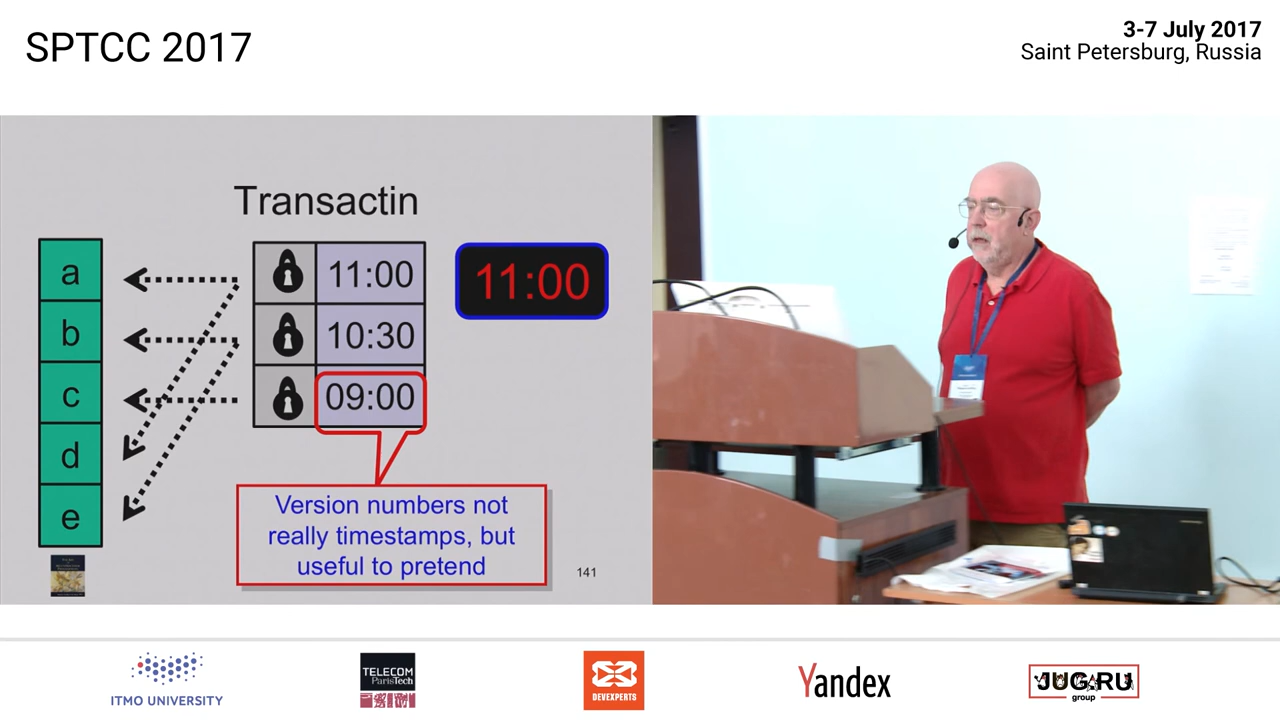 SPTCC 2017
3-7 July 2017
Saint Petersburg, Russia
Transactin
a
b
c
d
e
11:00
10:30
09:00
11:00
Version numbers not
really timestamps, but
useful to pretend
141
ITMO UNIVERSITY
TELECOM
ParisTech
DEVEXPERTS
Yandex
JUG.RU
group